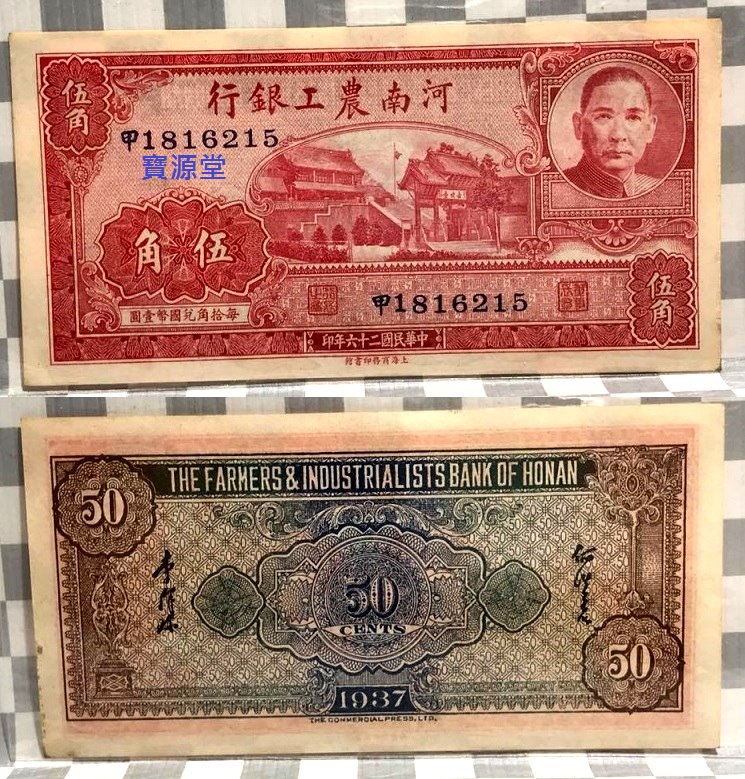 伍角
河南農工銀行
甲1816215
寶源堂
伍角
每拾角兌國幣壹圓
甲1816215
伍角
中華民國二十六年印
上海商務印書館
THE FARMERS & INDUSTRIALISTS BANK OF HONAN
50
50
CENTS
50
1937
THE COMMERCIAL PRESS, LTD.